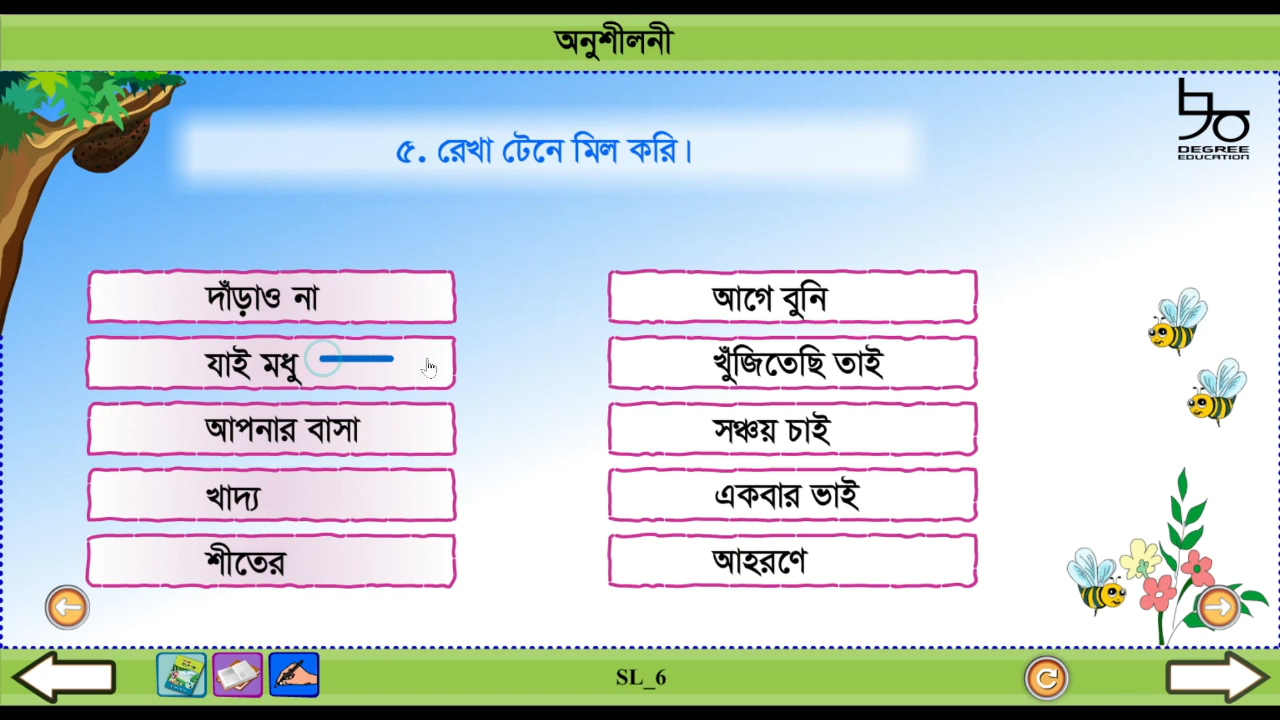 অনুশীলনী
৫. রেখা টেনে মিল করি।
DEGREE
EDUCATION
দাঁড়াও না
আগে বুনি
যাই মধু
খুঁজিতেছি তাই
আপনার বাসা
সঞ্চয় চাই
খাদ্য
একবার ভাই
শীতের
আহরণে
SL_6